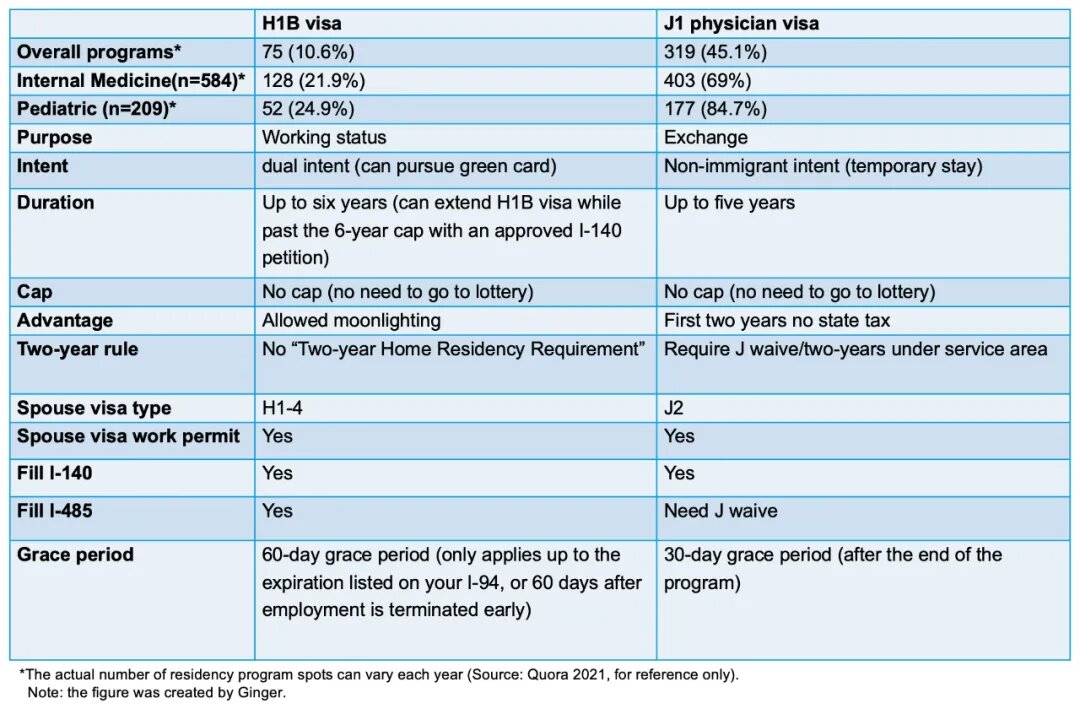 H1B visa J1 physician visa
Overall programs* 75 (10.6%) 319 (45.1%)
Internal Medicine(n=584)* 128 (21.9%) 403 (69%)
Pediatric (n=209)* 52 (24.9%) 177 (84.7%)
Purpose Working status Exchange
Intent dual intent (can pursue green card) Non-immigrant intent (temporary stay)
Duration Up to six years (can extend H1B visa while Up to five years
past the 6-year cap with an approved I-140
petition)
Cap No cap (no need to go to lottery) No cap (no need to go to lottery)
Advantage Allowed moonlighting First two years no state tax
Two-year rule No “Two-year Home Residency Requirement” Require J waive/two-years under service area
Spouse visa type H1-4 J2
Spouse visa work permit Yes Yes
Fill I-140 Yes Yes
Fill I-485 Yes Need J waive
Grace period 60-day grace period (only applies up to the 30-day grace period (after the end of the
expiration listed on your I-94, or 60 days after program)
employment is terminated early)
*The actual number of residency program spots can vary each year (Source: Quora 2021, for reference only).
Note: the figure was created by Ginger.